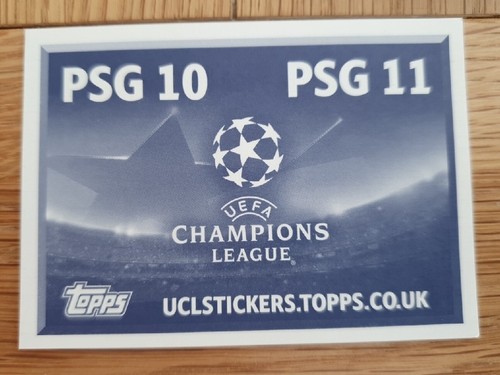 PSG 10 PSG 11
UEFA
CHAMPIONS
LEAGUE®
Topps UCLSTICKERS.TOPPS.CO.UK